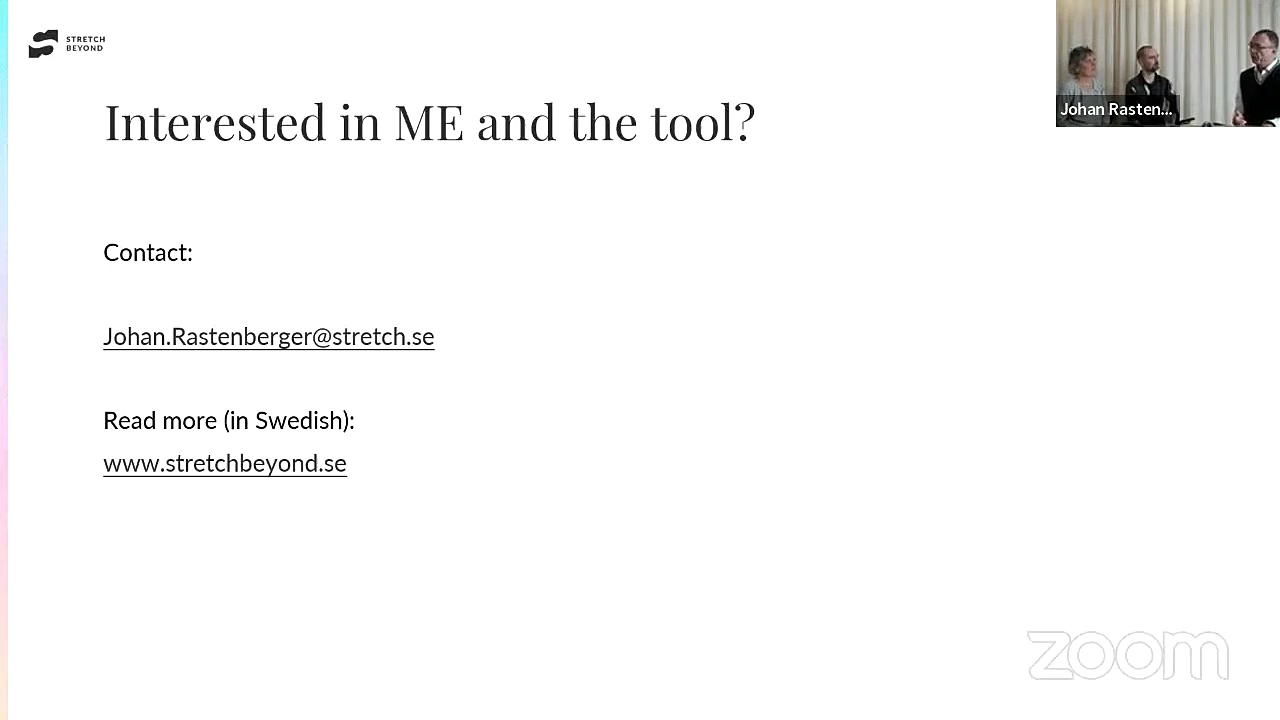 STRETCH
BEYOND
Johan Rasten...
Interested in ME and the tool?
Contact:
Johan.Rastenberger@stretch.se
Read more (in Swedish):
www.stretchbeyond.se
zoom